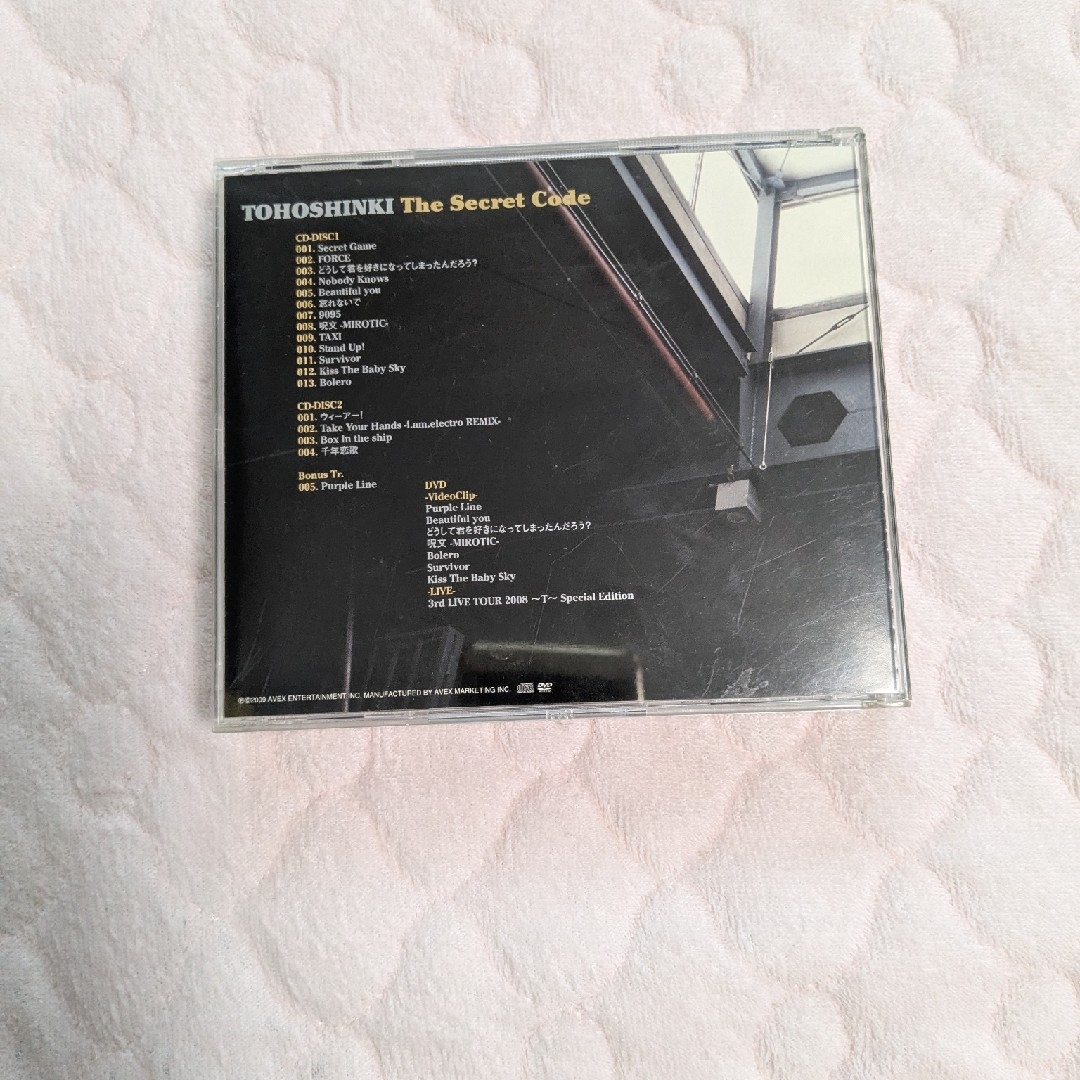 TOHOSHINKI The Secret Code
CD-DISC1
001. Secret Game
002. FORCE
003. どうして君を好きになってしまったんだろう?
004. Nobody Knows
005. Beautiful you
006. 忘れないで
007. 9095
008. 呪文 -MIROTIC-
009. TAXI
010. Stand Up!
011. Survivor
012. Kiss The Baby Sky
013. Bolero
CD-DISC2
001. ウィーアー!
002. Take Your Hands -i.nn.electro REMIX-
003. Box in the ship
004. 千年恋歌
Bonus Tr.
005. Purple Line
DVD
-VideoClip-
Purple Line
Beautiful you
どうして君を好きになってしまったんだろう?
呪文 -MIROTIC-
Bolero
Survivor
Kiss The Baby Sky
-LIVE-
3rd LIVE TOUR 2008 〜T〜 Special Edition
℗©2009 AVEX ENTERTAINMENT INC. MANUFACTURED BY AVEX MARKETING INC.